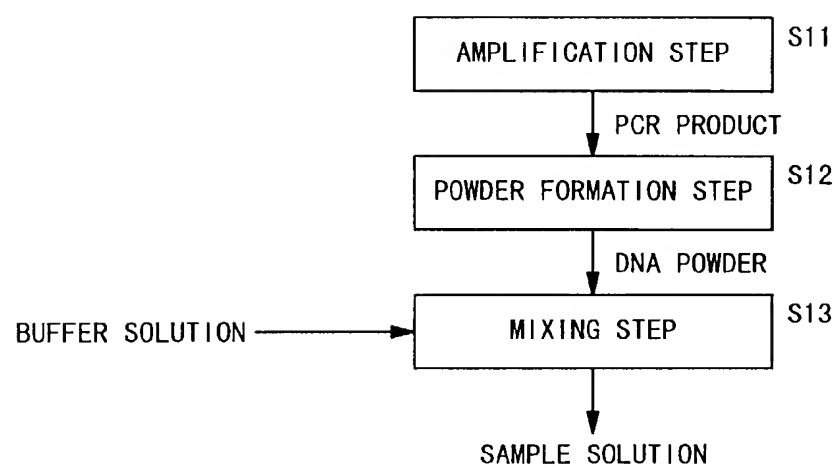 AMPLIFICATION STEP S11
PCR PRODUCT
POWDER FORMATION STEP S12
DNA POWDER
BUFFER SOLUTION MIXING STEP S13
SAMPLE SOLUTION